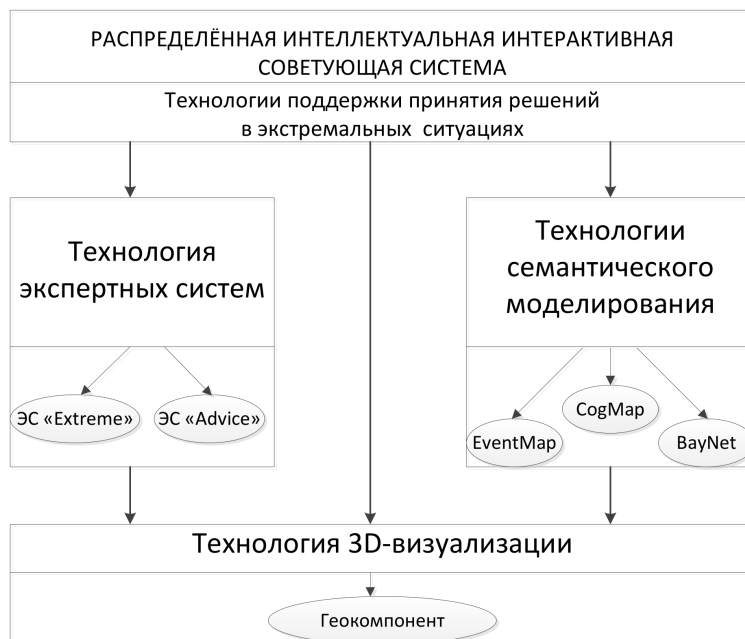 РАСПРЕДЕЛЁННАЯ ИНТЕЛЛЕКТУАЛЬНАЯ ИНТЕРАКТИВНАЯ
СОВЕТУЮЩАЯ СИСТЕМА
Технологии поддержки принятия решений
в экстремальных ситуациях
Технология
экспертных систем
ЭС «Extreme»
ЭС «Advice»
Технологии
семантического
моделирования
EventMap
CogMap
BayNet
Технология 3D-визуализации
Геокомпонент